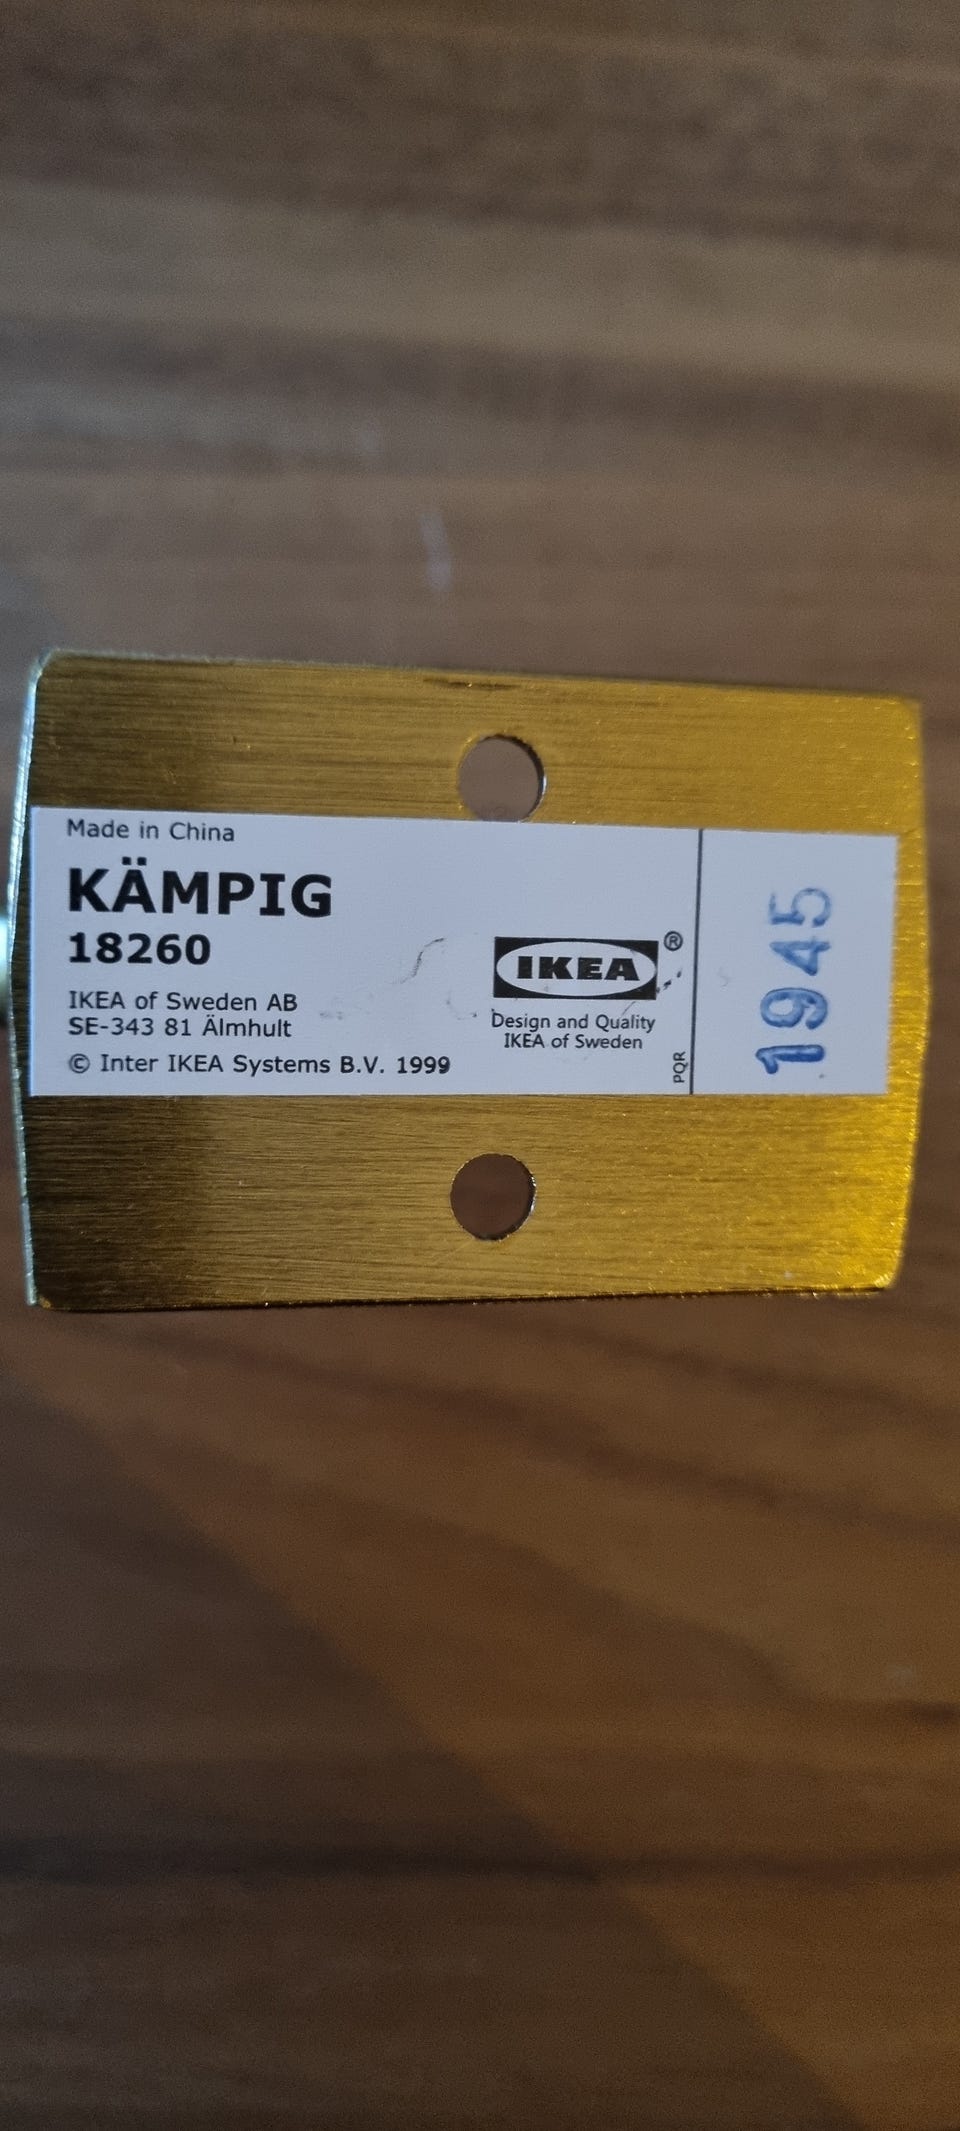 Made in China
KÄMPIG
18260
IKEA of Sweden AB
SE-343 81 Älmhult
© Inter IKEA Systems B.V. 1999
IKEA®
Design and Quality
IKEA of Sweden
PQR
1945